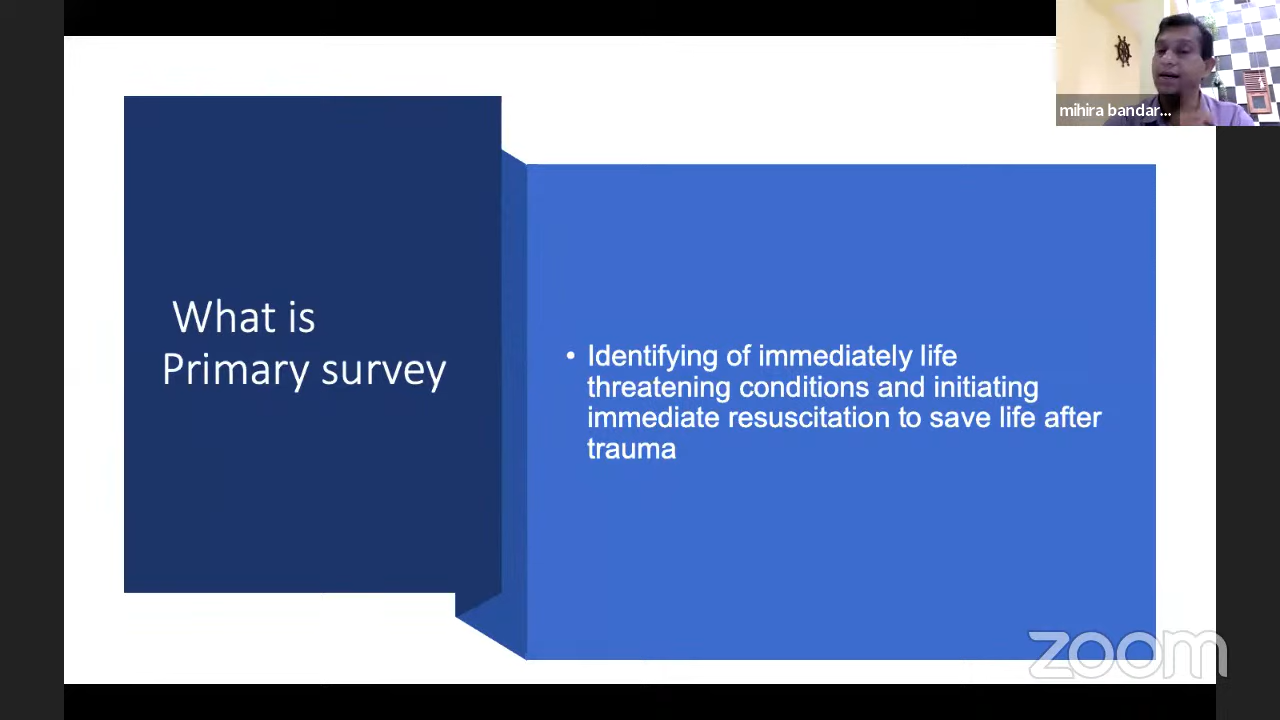 mihira bandar...
What is
Primary survey
• Identifying of immediately life
threatening conditions and initiating
immediate resuscitation to save life after
trauma
zoom